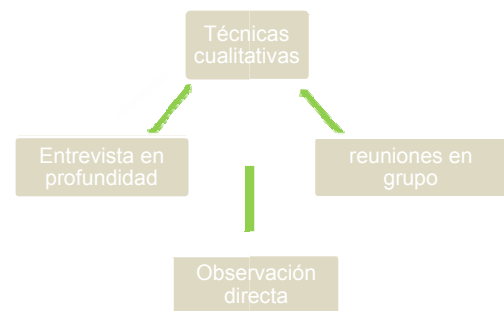 Técnicas
cualitativas
Entrevista en
profundidad
reuniones en
grupo
Observación
directa